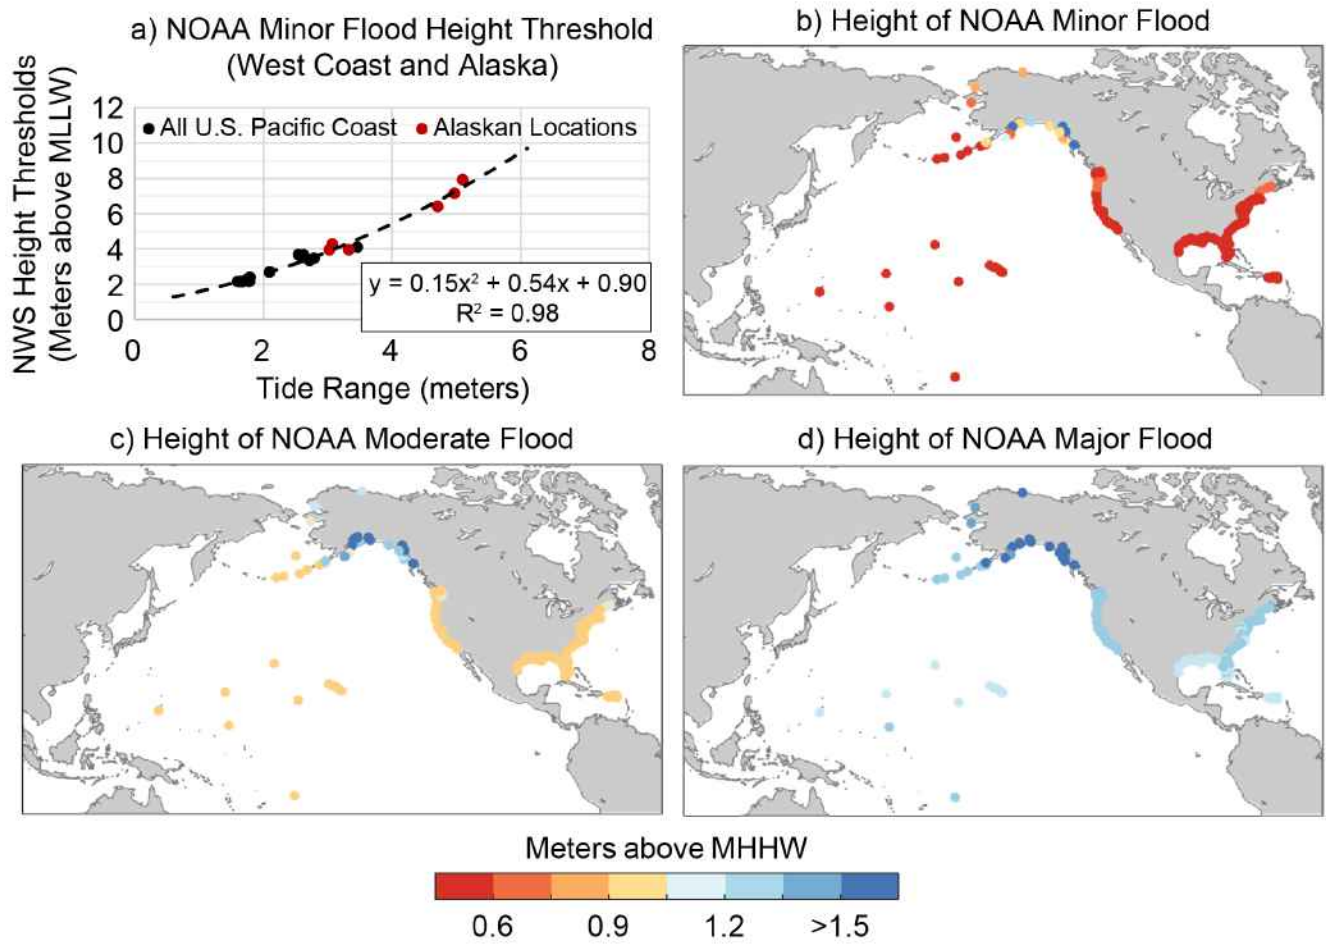 a) NOAA Minor Flood Height Threshold
(West Coast and Alaska)
NWS Height Thresholds
(Meters above MLLW)
12
10
8
6
4
2
0
All U.S. Pacific Coast
Alaskan Locations
y = 0.15x² + 0.54x + 0.90
R² = 0.98
0 2 4 6 8
Tide Range (meters)
b) Height of NOAA Minor Flood
c) Height of NOAA Moderate Flood
d) Height of NOAA Major Flood
Meters above MHHW
0.6 0.9 1.2 >1.5